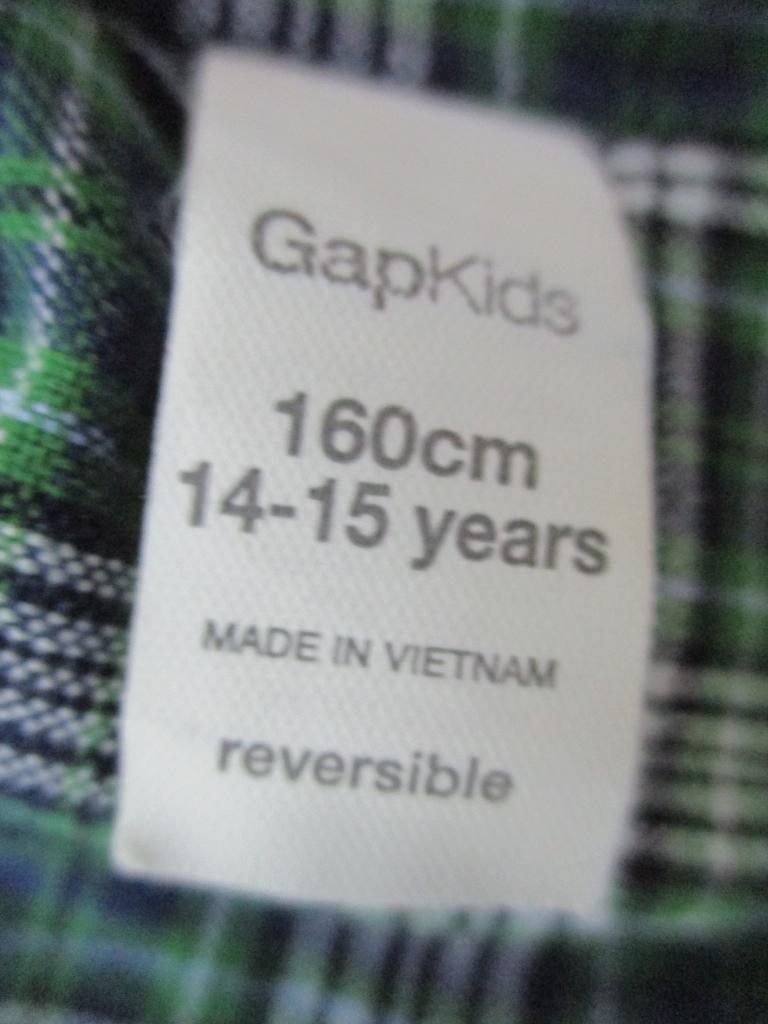 GapKids
160cm
14-15 years
MADE IN VIETNAM
reversible